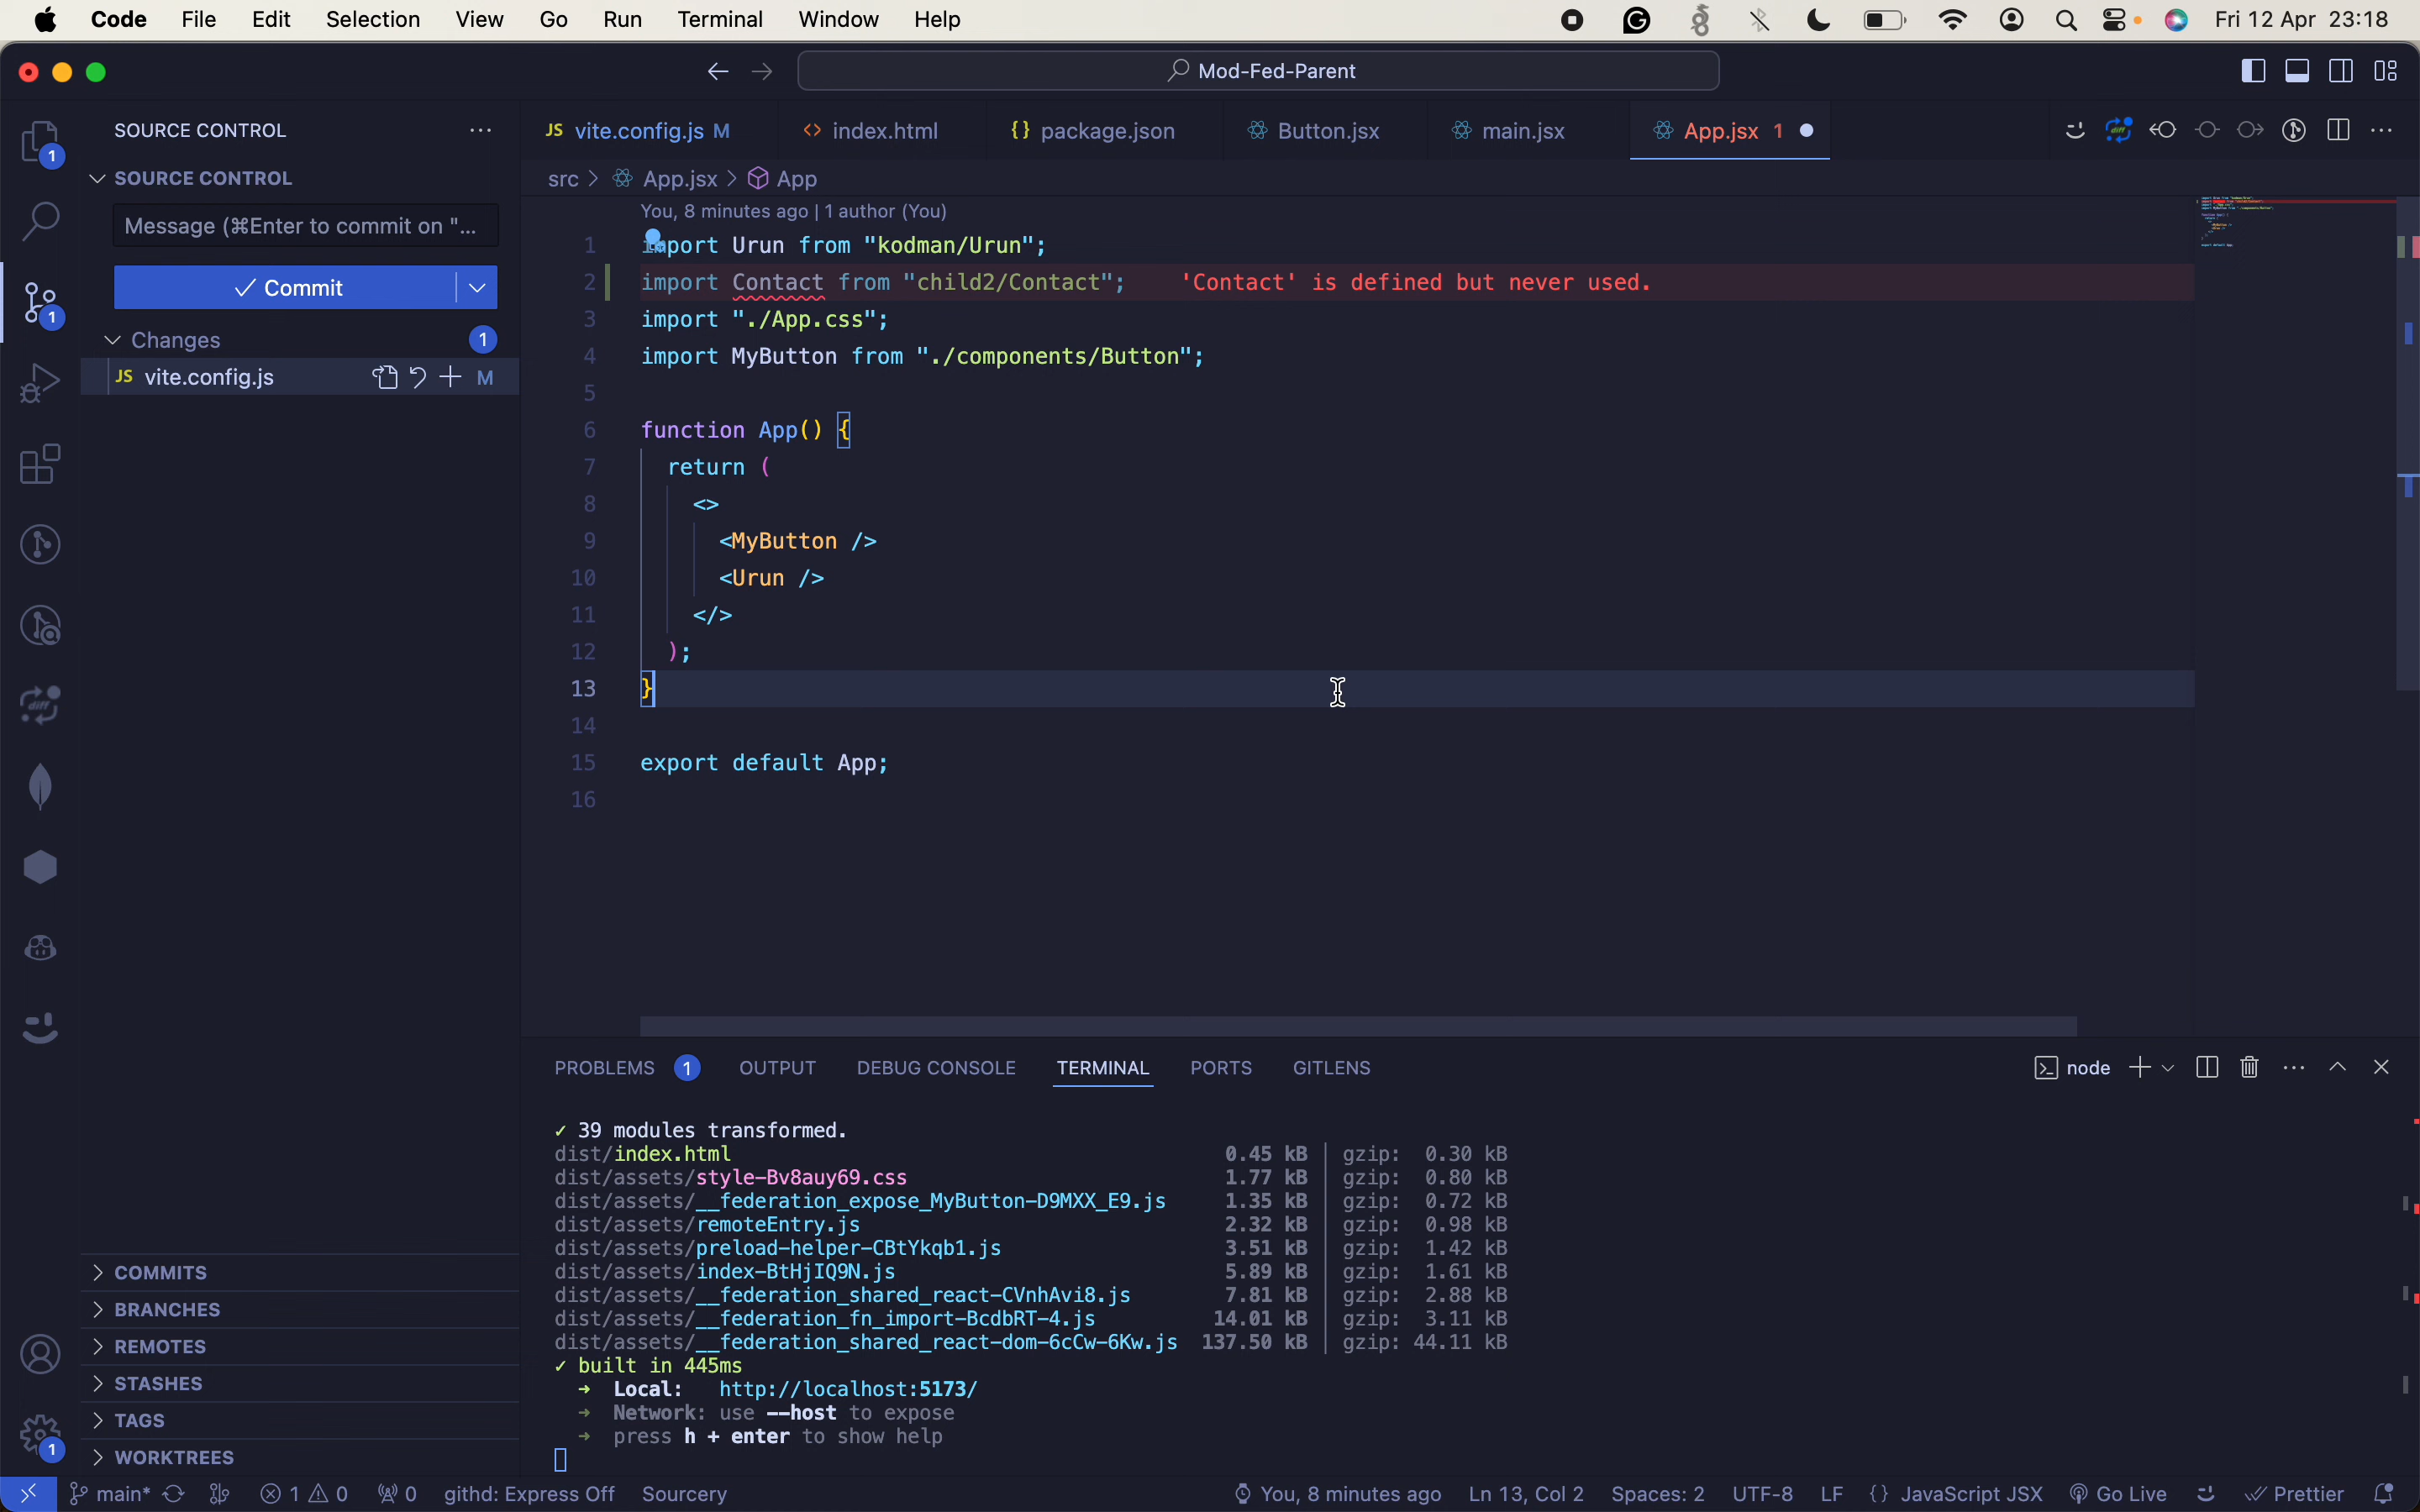 Code File Edit Selection View Go Run Terminal Window Help Fri 12 Apr 23:18
Mod-Fed-Parent
SOURCE CONTROL
JS vite.config.js M <> index.html {} package.json Button.jsx main.jsx App.jsx 1
SOURCE CONTROL
src > App.jsx > App
Message (⌘Enter to commit on "...
You, 8 minutes ago | 1 author (You)
✓ Commit
Changes 1
JS vite.config.js M
1 import Urun from "kodman/Urun";
2 import Contact from "child2/Contact"; 'Contact' is defined but never used.
3 import "./App.css";
4 import MyButton from "./components/Button";
5
6 function App() {
7 return (
8 <>
9 <MyButton />
10 <Urun />
11 </>
12 );
13 }
14
15 export default App;
16
PROBLEMS 1 OUTPUT DEBUG CONSOLE TERMINAL PORTS GITLENS node
✓ 39 modules transformed.
dist/index.html 0.45 kB │ gzip: 0.30 kB
dist/assets/style-Bv8auy69.css 1.77 kB │ gzip: 0.80 kB
dist/assets/__federation_expose_MyButton-D9MXX_E9.js 1.35 kB │ gzip: 0.72 kB
dist/assets/remoteEntry.js 2.32 kB │ gzip: 0.98 kB
dist/assets/preload-helper-CBtYkqb1.js 3.51 kB │ gzip: 1.42 kB
dist/assets/index-BtHjIQ9N.js 5.89 kB │ gzip: 1.61 kB
dist/assets/__federation_shared_react-CVnhAvi8.js 7.81 kB │ gzip: 2.88 kB
dist/assets/__federation_fn_import-BcdbRT-4.js 14.01 kB │ gzip: 3.11 kB
dist/assets/__federation_shared_react-dom-6cCw-6Kw.js 137.50 kB │ gzip: 44.11 kB
✓ built in 445ms
➜ Local: http://localhost:5173/
➜ Network: use --host to expose
➜ press h + enter to show help
COMMITS
BRANCHES
REMOTES
STASHES
TAGS
WORKTREES
main* 1 0 0 githd: Express Off Sourcery You, 8 minutes ago Ln 13, Col 2 Spaces: 2 UTF-8 LF {} JavaScript JSX Go Live Prettier